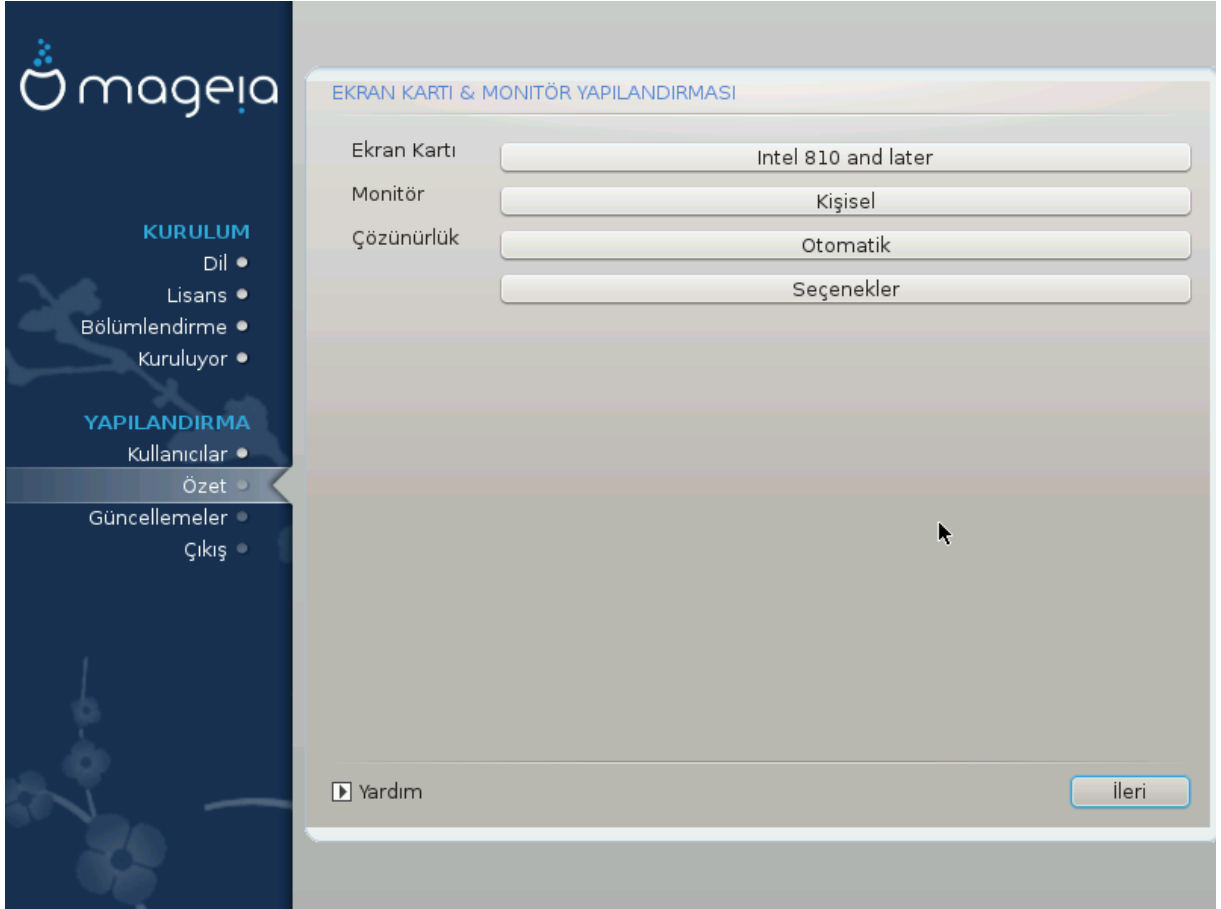 mageia
KURULUM
Dil
Lisans
Bölümlendirme
Kuruluyor
YAPILANDIRMA
Kullanıcılar
Özet
Güncellemeler
Çıkış
EKRAN KARTI & MONİTÖR YAPILANDIRMASI
Ekran Kartı
Intel 810 and later
Monitör
Kişisel
Çözünürlük
Otomatik
Seçenekler
Yardım
İleri